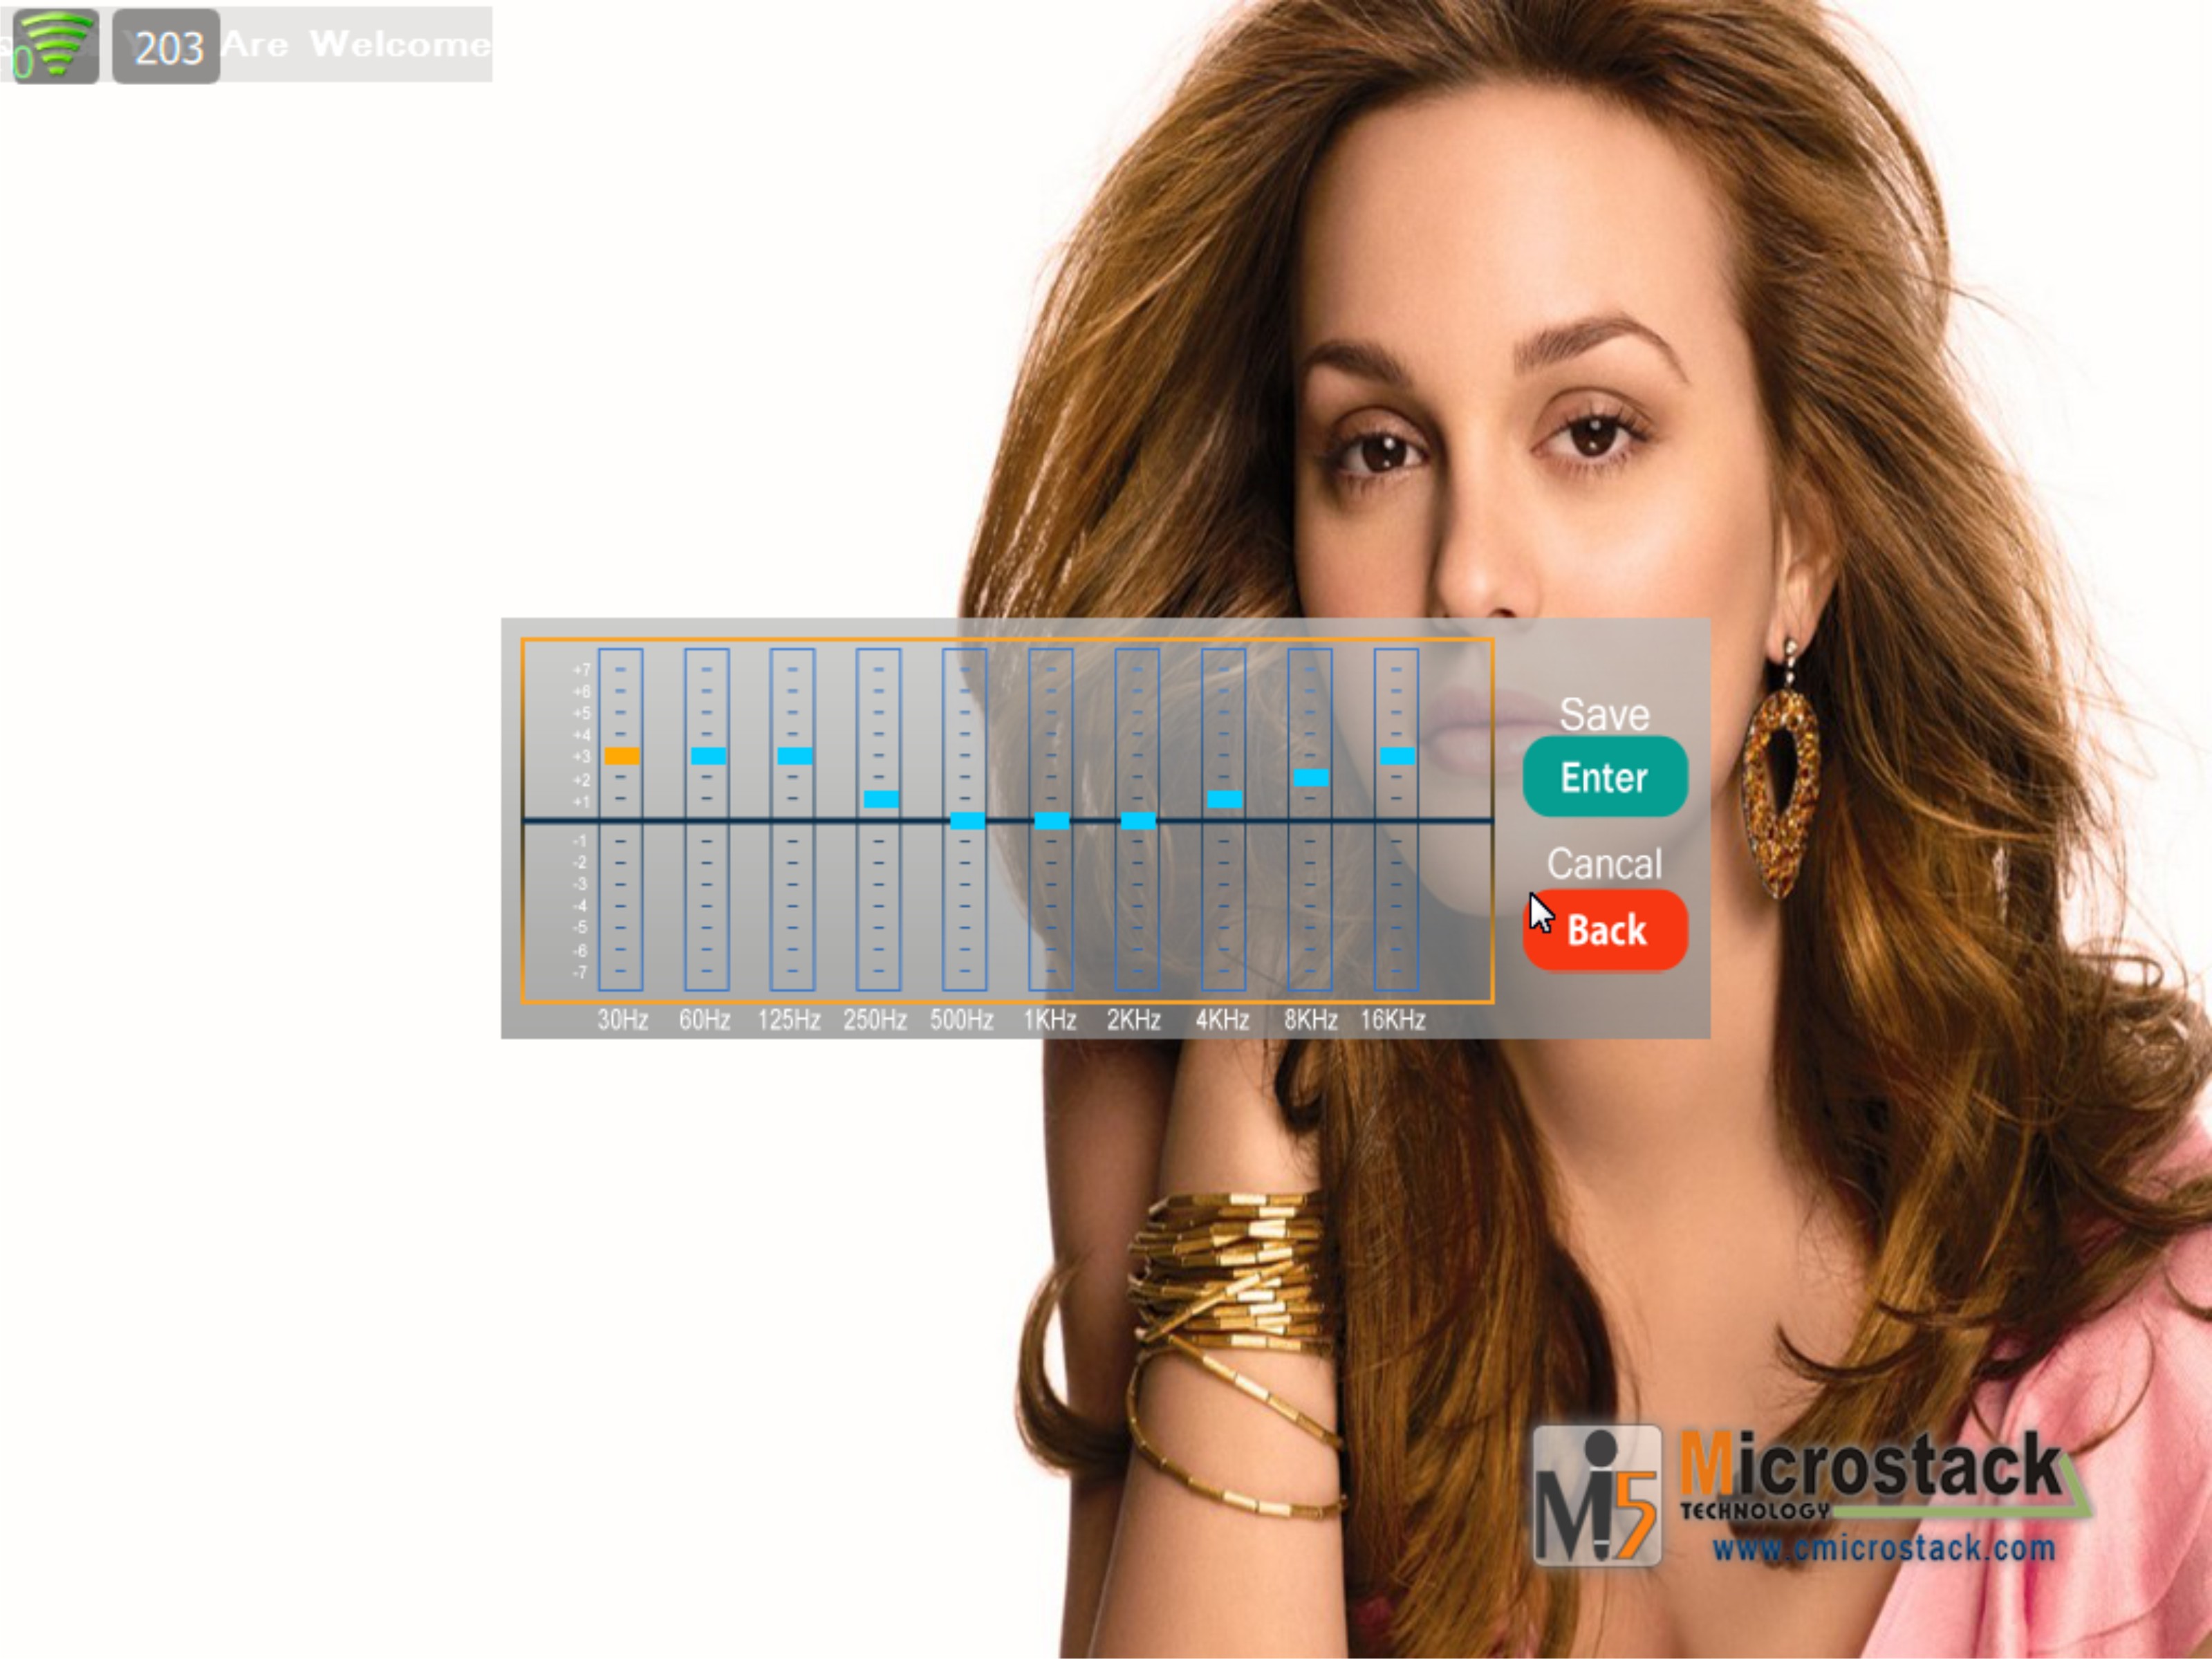 0 203 Are Welcome
+7
+6
+5
+4
+3
+2
+1
-1
-2
-3
-4
-5
-6
-7
30Hz 60Hz 125Hz 250Hz 500Hz 1KHz 2KHz 4KHz 8KHz 16KHz
Save
Enter
Cancal
Back
Mi5 Microstack
TECHNOLOGY
www.cmicrostack.com